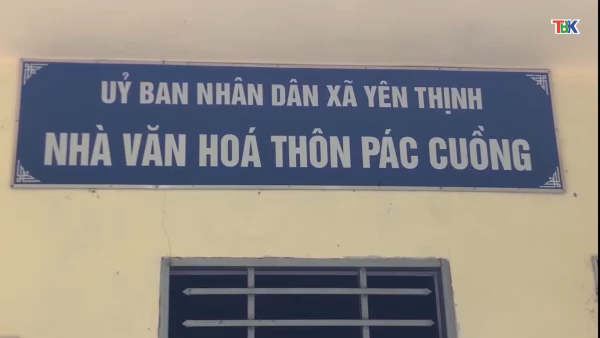 TBK
UỶ BAN NHÂN DÂN XÃ YÊN THỊNH
NHÀ VĂN HOÁ THÔN PÁC CUỒNG